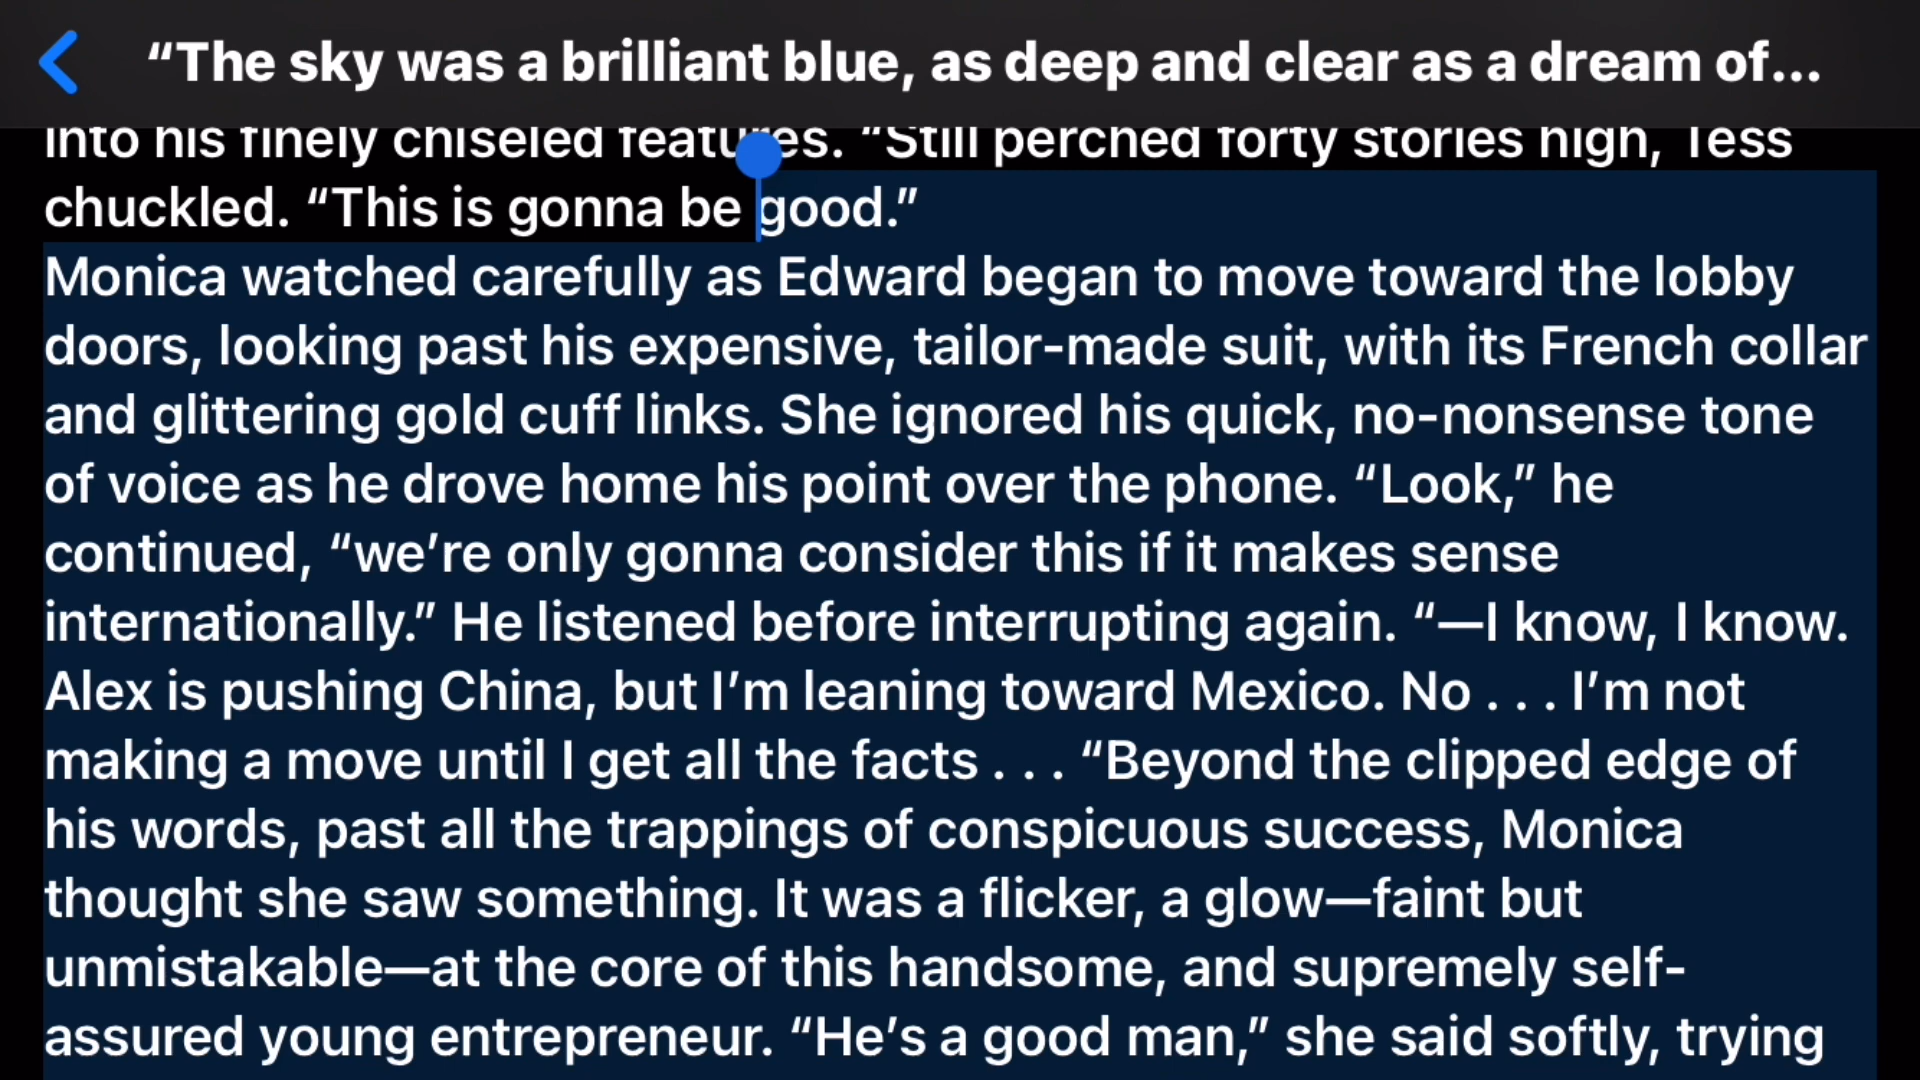 “The sky was a brilliant blue, as deep and clear as a dream of...
into his finely chiseled features. “Still perched forty stories high, Tess
chuckled. “This is gonna be good.”
Monica watched carefully as Edward began to move toward the lobby
doors, looking past his expensive, tailor-made suit, with its French collar
and glittering gold cuff links. She ignored his quick, no-nonsense tone
of voice as he drove home his point over the phone. “Look,” he
continued, “we’re only gonna consider this if it makes sense
internationally.” He listened before interrupting again. “—I know, I know.
Alex is pushing China, but I’m leaning toward Mexico. No . . . I’m not
making a move until I get all the facts . . . “Beyond the clipped edge of
his words, past all the trappings of conspicuous success, Monica
thought she saw something. It was a flicker, a glow—faint but
unmistakable—at the core of this handsome, and supremely self-
assured young entrepreneur. “He’s a good man,” she said softly, trying